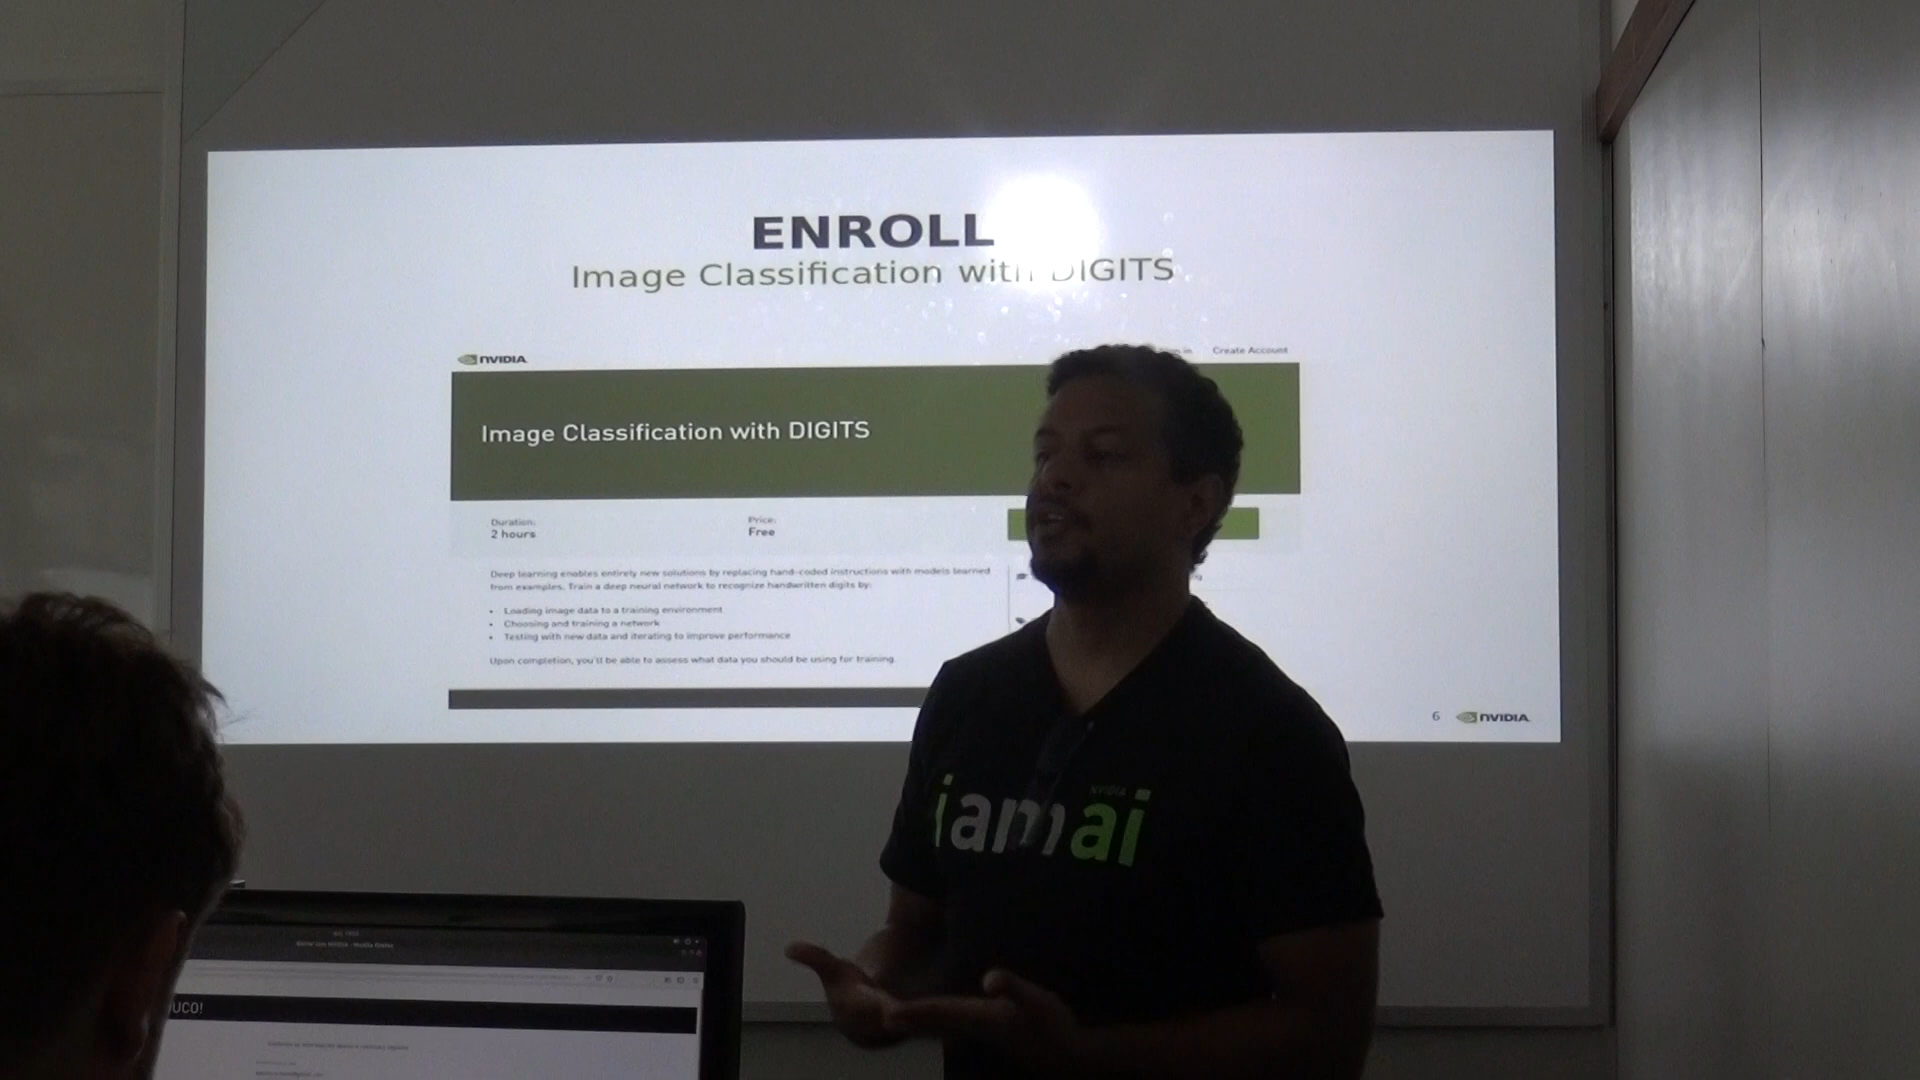 ENROLL
Image Classification with DIGITS
NVIDIA
Create Account
Image Classification with DIGITS
Duration:
2 hours
Price:
Free
Deep learning enables entirely new solutions by replacing hand-coded instructions with models learned
from examples. Train a deep neural network to recognize handwritten digits by:
• Loading image data to a training environment
• Choosing and training a network
• Testing with new data and iterating to improve performance
Upon completion, you'll be able to assess what data you should be using for training.
6 NVIDIA
NVIDIA
i am ai
UCO!